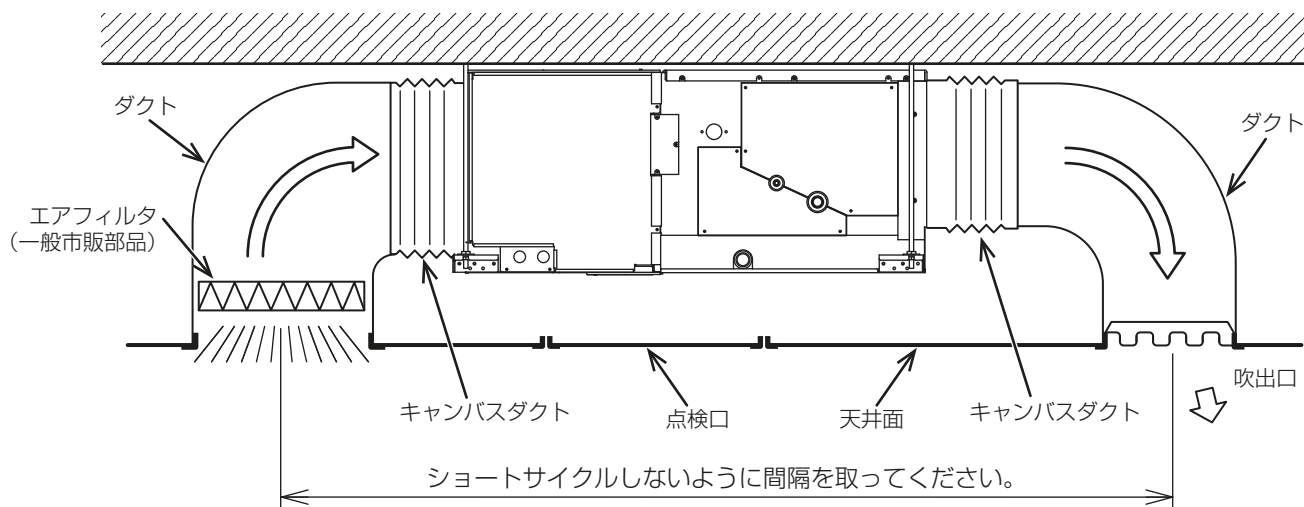 ダクト
ダクト
エアフィルタ
（一般市販部品）
キャンバスダクト
点検口
天井面
キャンバスダクト
吹出口
ショートサイクルしないように間隔を取ってください。